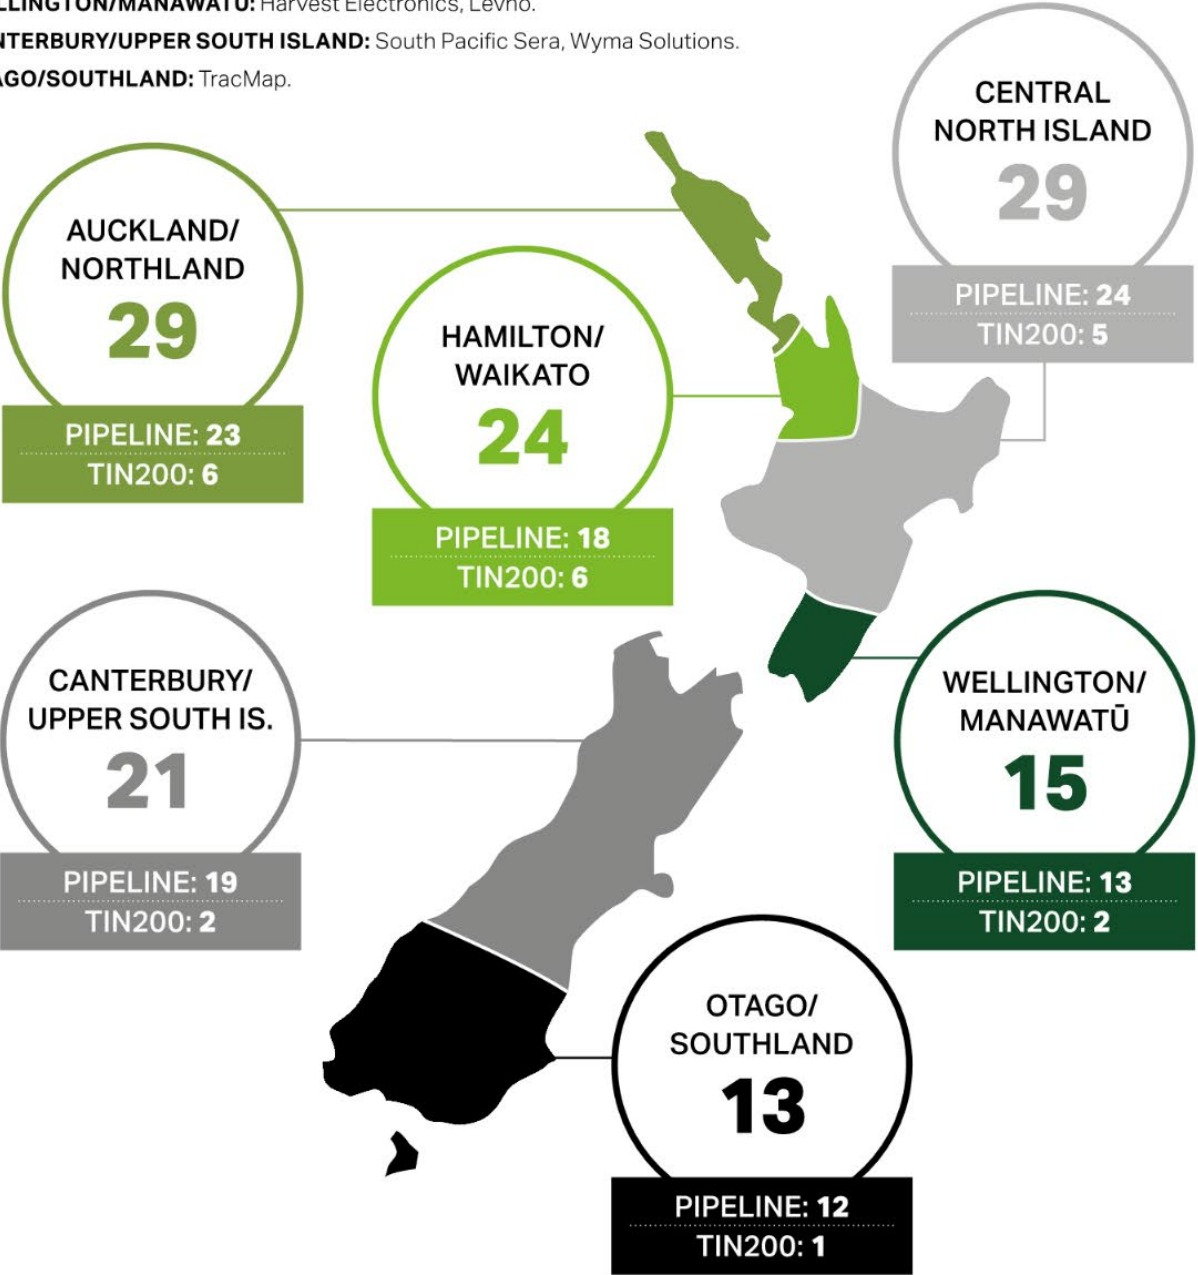 LLINGTON/MANAWATU: Harvest Electronics, Levno.
NTERBURY/UPPER SOUTH ISLAND: South Pacific Sera, Wyma Solutions.
AGO/SOUTHLAND: TracMap.
CENTRAL
NORTH ISLAND
29
PIPELINE: 24
TIN200: 5
AUCKLAND/
NORTHLAND
29
PIPELINE: 23
TIN200: 6
HAMILTON/
WAIKATO
24
PIPELINE: 18
TIN200: 6
CANTERBURY/
UPPER SOUTH IS.
21
PIPELINE: 19
TIN200: 2
WELLINGTON/
MANAWATŪ
15
PIPELINE: 13
TIN200: 2
OTAGO/
SOUTHLAND
13
PIPELINE: 12
TIN200: 1